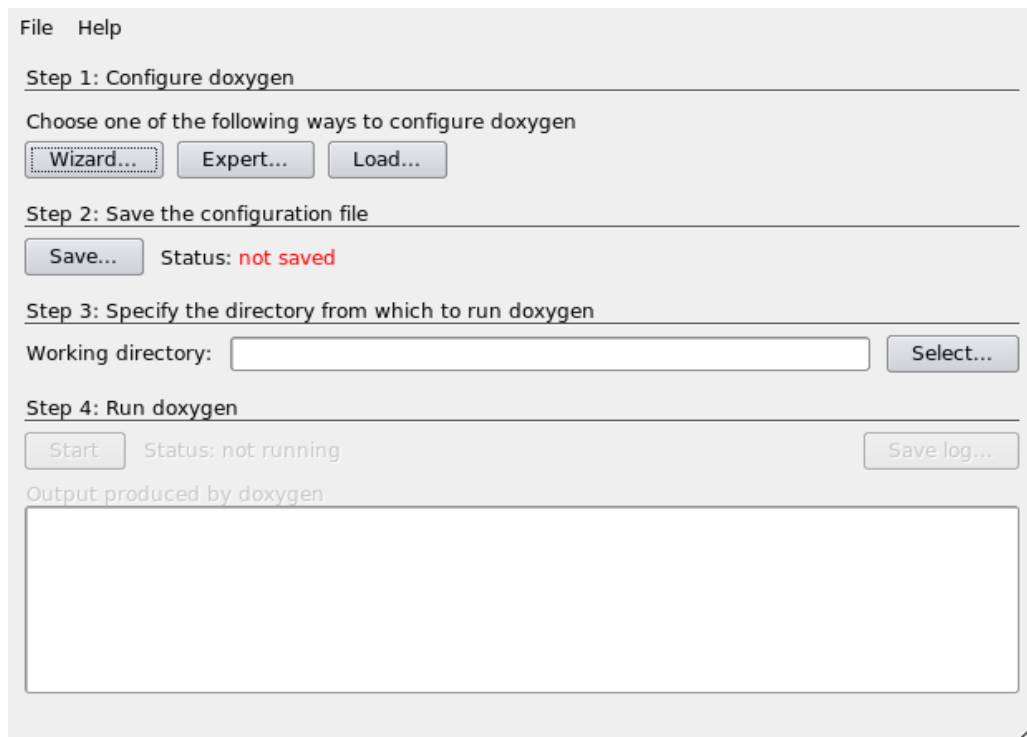 File Help
Step 1: Configure doxygen
Choose one of the following ways to configure doxygen
Wizard... Expert... Load...
Step 2: Save the configuration file
Save... Status: not saved
Step 3: Specify the directory from which to run doxygen
Working directory: Select...
Step 4: Run doxygen
Start Status: not running Save log...
Output produced by doxygen